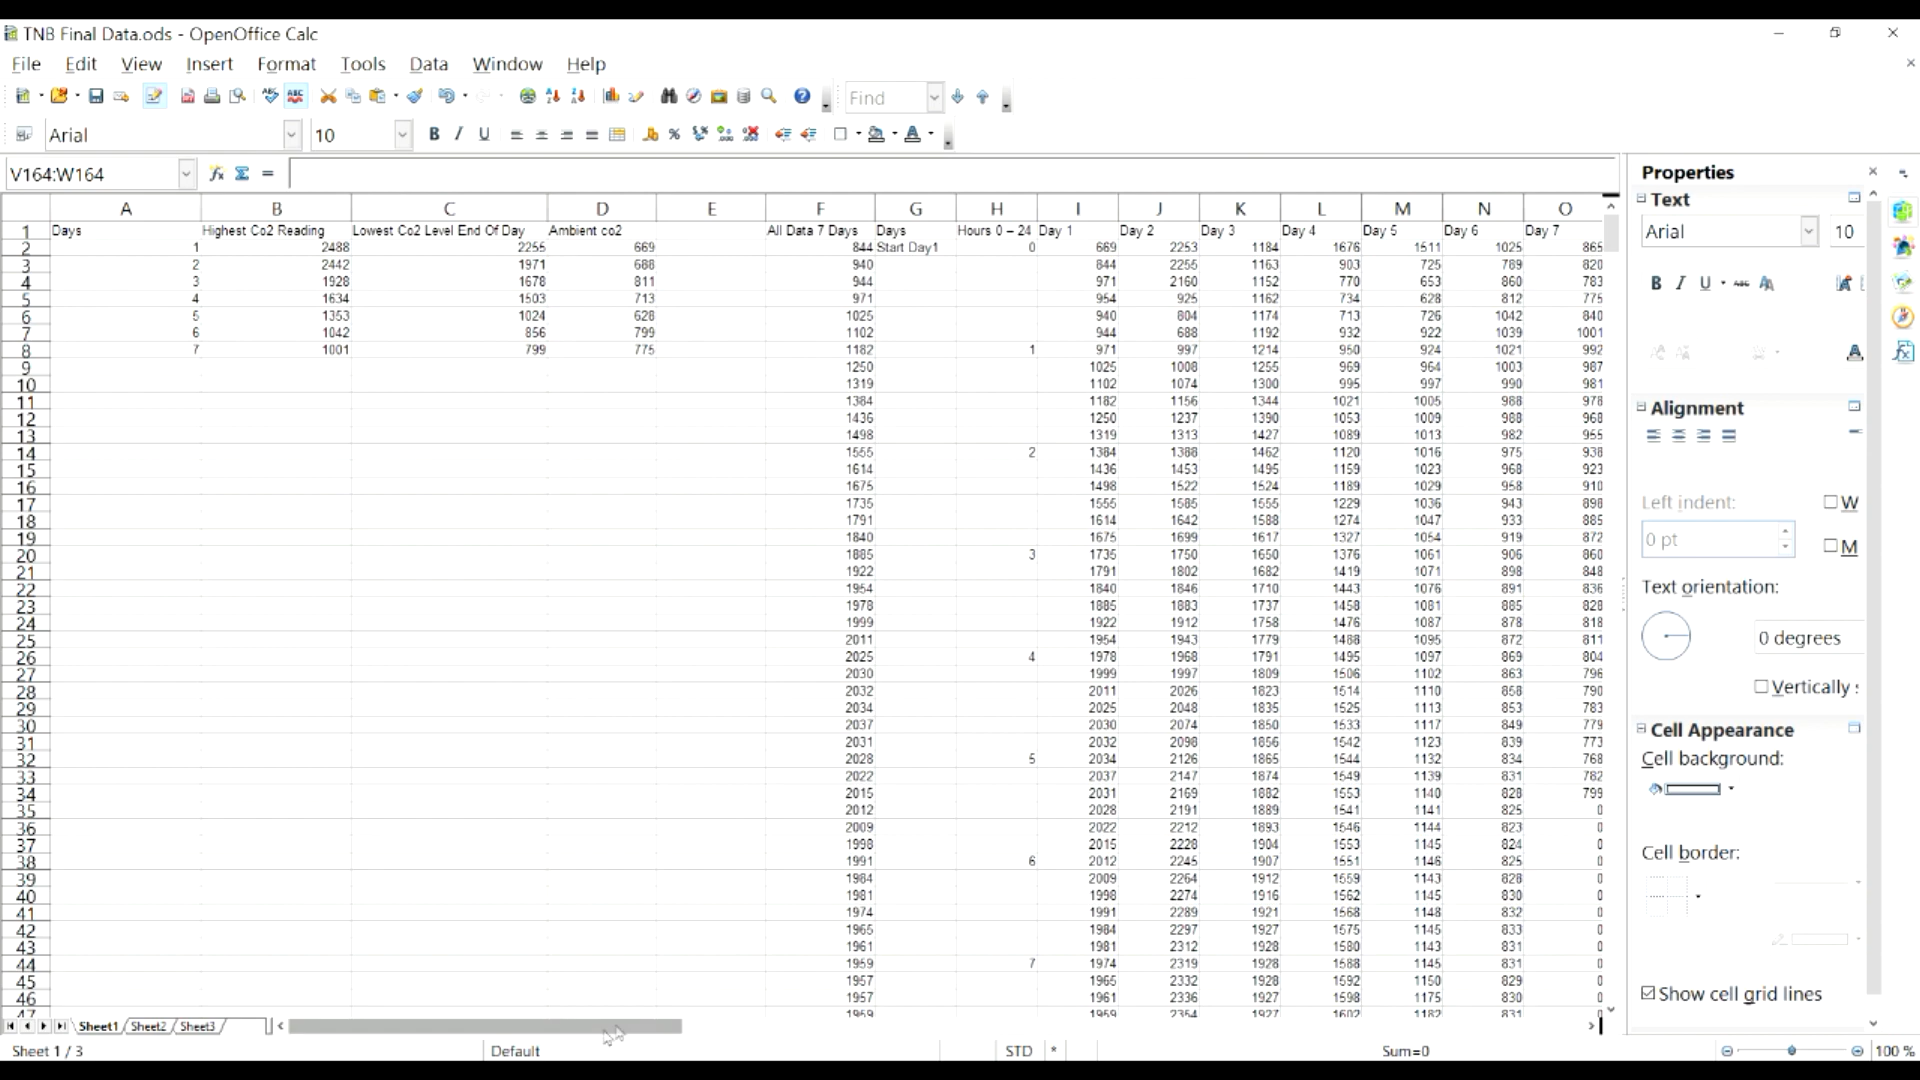 TNB Final Data.ods - OpenOffice Calc
File Edit View Insert Format Tools Data Window Help
Find
Arial 10 B I U
V164:W164
A B C D E F G H I J K L M N O
1 Days Highest Co2 Reading Lowest Co2 Level End Of Day Ambient co2 All Data 7 Days Days Hours 0 – 24 Day 1 Day 2 Day 3 Day 4 Day 5 Day 6 Day 7
2 1 2488 2255 669 844 Start Day1 0 669 2253 1184 1676 1511 1025 865
3 2 2442 1971 688 940 844 2255 1163 903 725 789 820
4 3 1928 1678 811 944 971 2160 1152 770 653 860 783
5 4 1634 1503 713 971 954 925 1162 734 628 812 775
6 5 1353 1024 628 1025 940 804 1174 713 726 1042 840
7 6 1042 856 799 1102 944 688 1192 932 922 1039 1001
8 7 1001 799 775 1182 1 971 997 1214 950 924 1021 992
9 1250 1025 1008 1255 969 964 1003 987
10 1319 1102 1074 1300 995 997 990 981
11 1384 1182 1156 1344 1021 1005 988 978
12 1436 1250 1237 1390 1053 1009 988 968
13 1498 1319 1313 1427 1089 1013 982 955
14 1555 2 1384 1388 1462 1120 1016 975 938
15 1614 1436 1453 1495 1159 1023 968 923
16 1675 1498 1522 1524 1189 1029 958 910
17 1735 1555 1585 1555 1229 1036 943 898
18 1791 1614 1642 1588 1274 1047 933 885
19 1840 1675 1699 1617 1327 1054 919 872
20 1885 3 1735 1750 1650 1376 1061 906 860
21 1922 1791 1802 1682 1419 1071 898 848
22 1954 1840 1846 1710 1443 1076 891 836
23 1978 1885 1883 1737 1458 1081 885 828
24 1999 1922 1912 1758 1476 1087 878 818
25 2011 1954 1943 1779 1488 1095 872 811
26 2025 4 1978 1968 1791 1495 1097 869 804
27 2030 1999 1997 1809 1506 1102 863 796
28 2032 2011 2026 1823 1514 1110 858 790
29 2034 2025 2048 1835 1525 1113 853 783
30 2037 2030 2074 1850 1533 1117 849 779
31 2031 2032 2098 1856 1542 1123 839 773
32 2028 5 2034 2126 1865 1544 1132 834 768
33 2022 2037 2147 1874 1549 1139 831 782
34 2015 2031 2169 1882 1553 1140 828 799
35 2012 2028 2191 1889 1541 1141 825 0
36 2009 2022 2212 1893 1546 1144 823 0
37 1998 2015 2228 1904 1553 1145 824 0
38 1991 6 2012 2245 1907 1551 1146 825 0
39 1984 2009 2264 1912 1559 1143 828 0
40 1981 1998 2274 1916 1562 1145 830 0
41 1974 1991 2289 1921 1568 1148 832 0
42 1965 1984 2297 1927 1575 1145 833 0
43 1961 1981 2312 1928 1580 1143 831 0
44 1959 7 1974 2319 1928 1588 1145 831 0
45 1957 1965 2332 1928 1592 1150 829 0
46 1957 1961 2336 1927 1598 1175 830 0
47 1959 1959 2354 1927 1602 1182 831 0
Sheet1 Sheet2 Sheet3
Sheet 1 / 3 Default STD * Sum=0 100 %
Properties
Text
Arial 10
B I U
Alignment
Left indent: W
0 pt M
Text orientation:
0 degrees
Vertically
Cell Appearance
Cell background:
Cell border:
Show cell grid lines